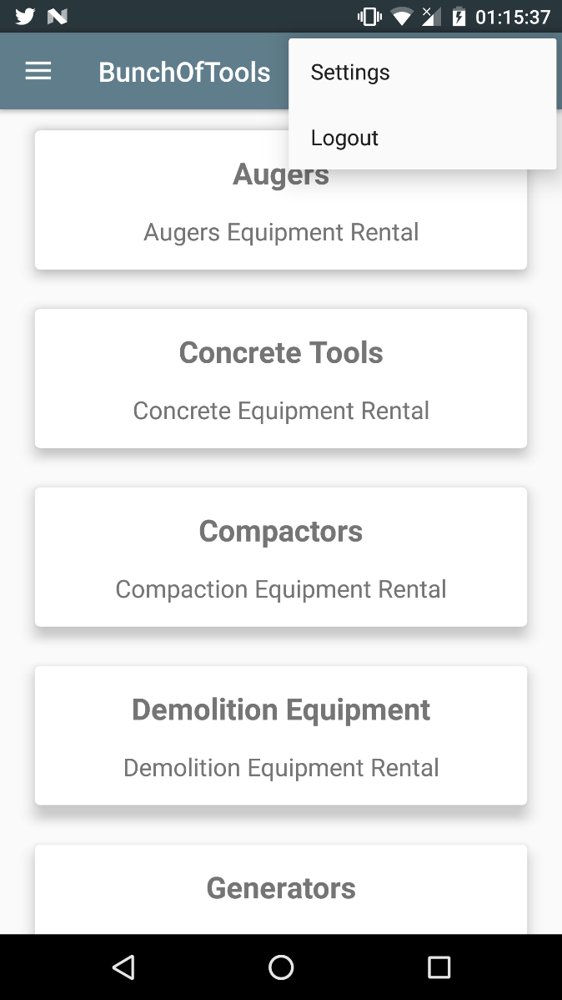 01:15:37
BunchOfTools
Settings
Logout
Augers
Augers Equipment Rental
Concrete Tools
Concrete Equipment Rental
Compactors
Compaction Equipment Rental
Demolition Equipment
Demolition Equipment Rental
Generators